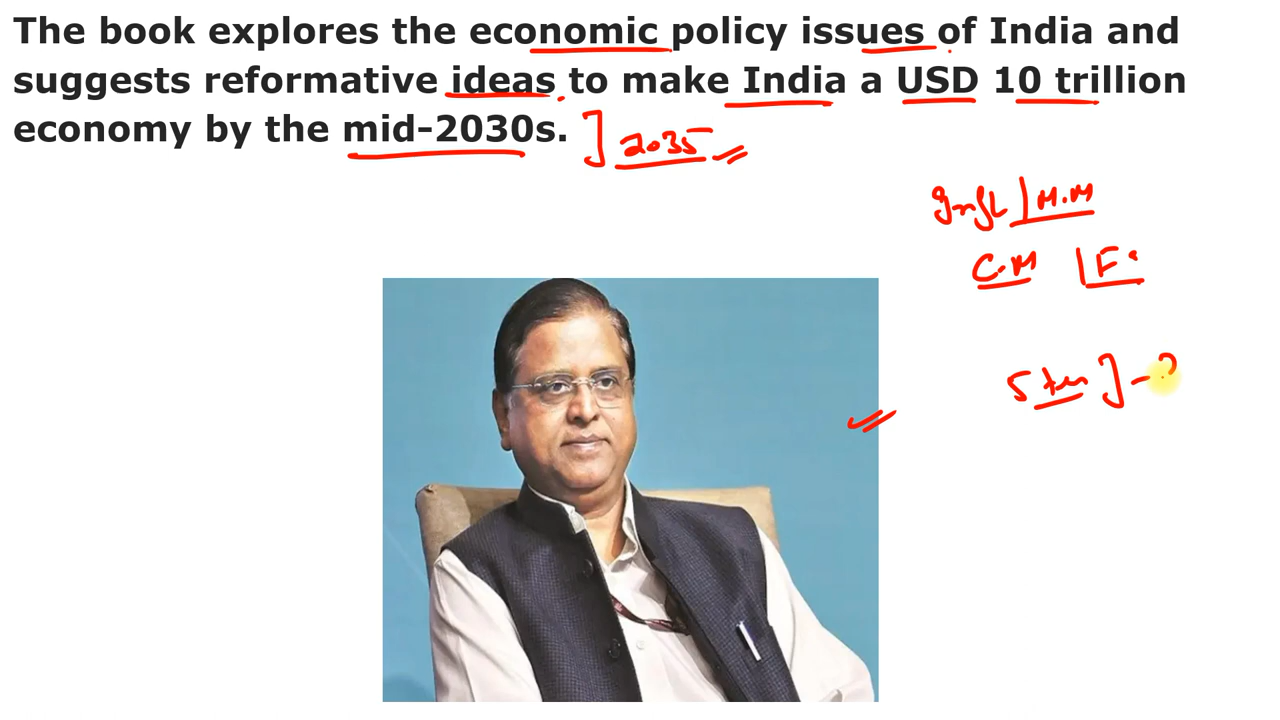 The book explores the economic policy issues of India and
suggests reformative ideas to make India a USD 10 trillion
economy by the mid-2030s. ] 2035
Infl | M.M
C.M | F.
5